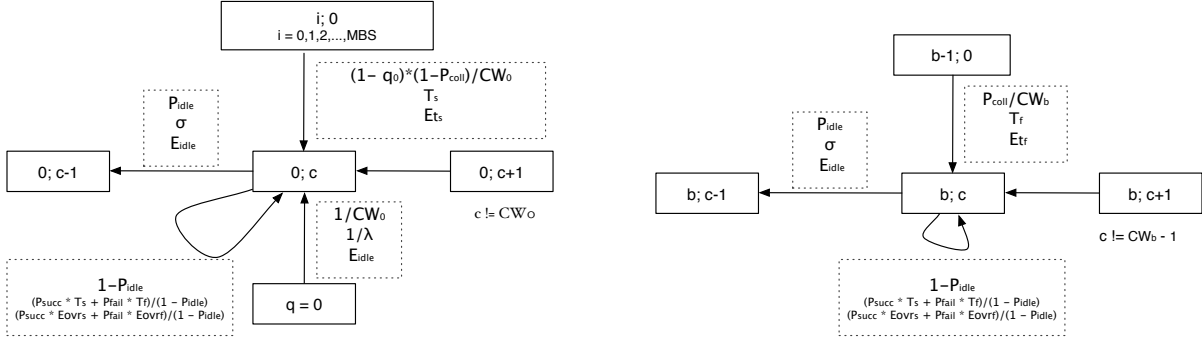 i; 0
i = 0,1,2,...,MBS
(1- q0)*(1-Pcoll)/CW0
Ts
Ets
Pidle
σ
Eidle
0; c-1
0; c
0; c+1
c != CW0
1/CW0
1/λ
Eidle
1-Pidle
(Psucc * Ts + Pfail * Tf)/(1 - Pidle)
(Psucc * Eovrs + Pfail * Eovrf)/(1 - Pidle)
q = 0
b-1; 0
Pcoll/CWb
Tf
Etf
Pidle
σ
Eidle
b; c-1
b; c
b; c+1
c != CWb - 1
1-Pidle
(Psucc * Ts + Pfail * Tf)/(1 - Pidle)
(Psucc * Eovrs + Pfail * Eovrf)/(1 - Pidle)